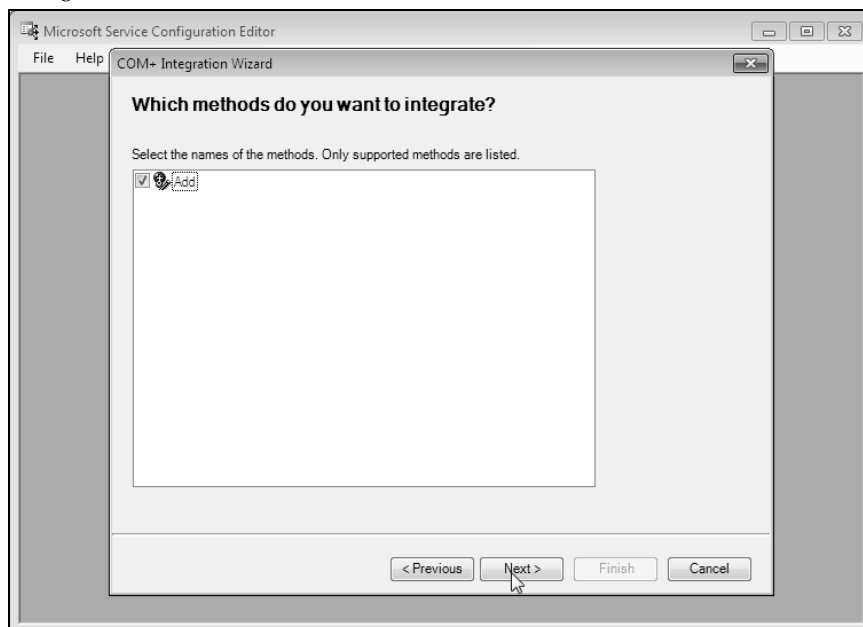 Microsoft Service Configuration Editor
File Help
COM+ Integration Wizard
Which methods do you want to integrate?
Select the names of the methods. Only supported methods are listed.
Add
< Previous Next > Finish Cancel